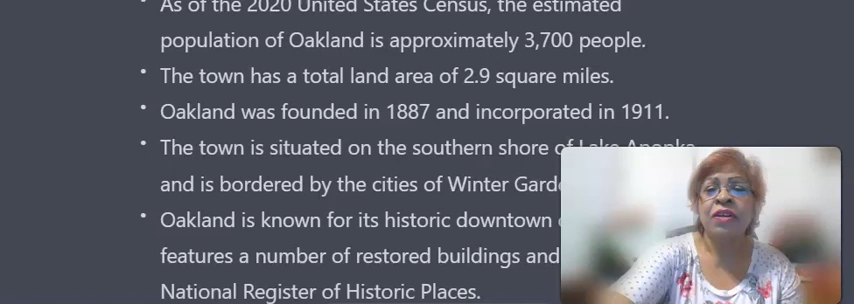 As of the 2020 United States Census, the estimated
population of Oakland is approximately 3,700 people.
The town has a total land area of 2.9 square miles.
Oakland was founded in 1887 and incorporated in 1911.
The town is situated on the southern shore of Lake Apopka
and is bordered by the cities of Winter
Oakland is known for its historic downtown
features a number of restored buildings and
National Register of Historic Places.